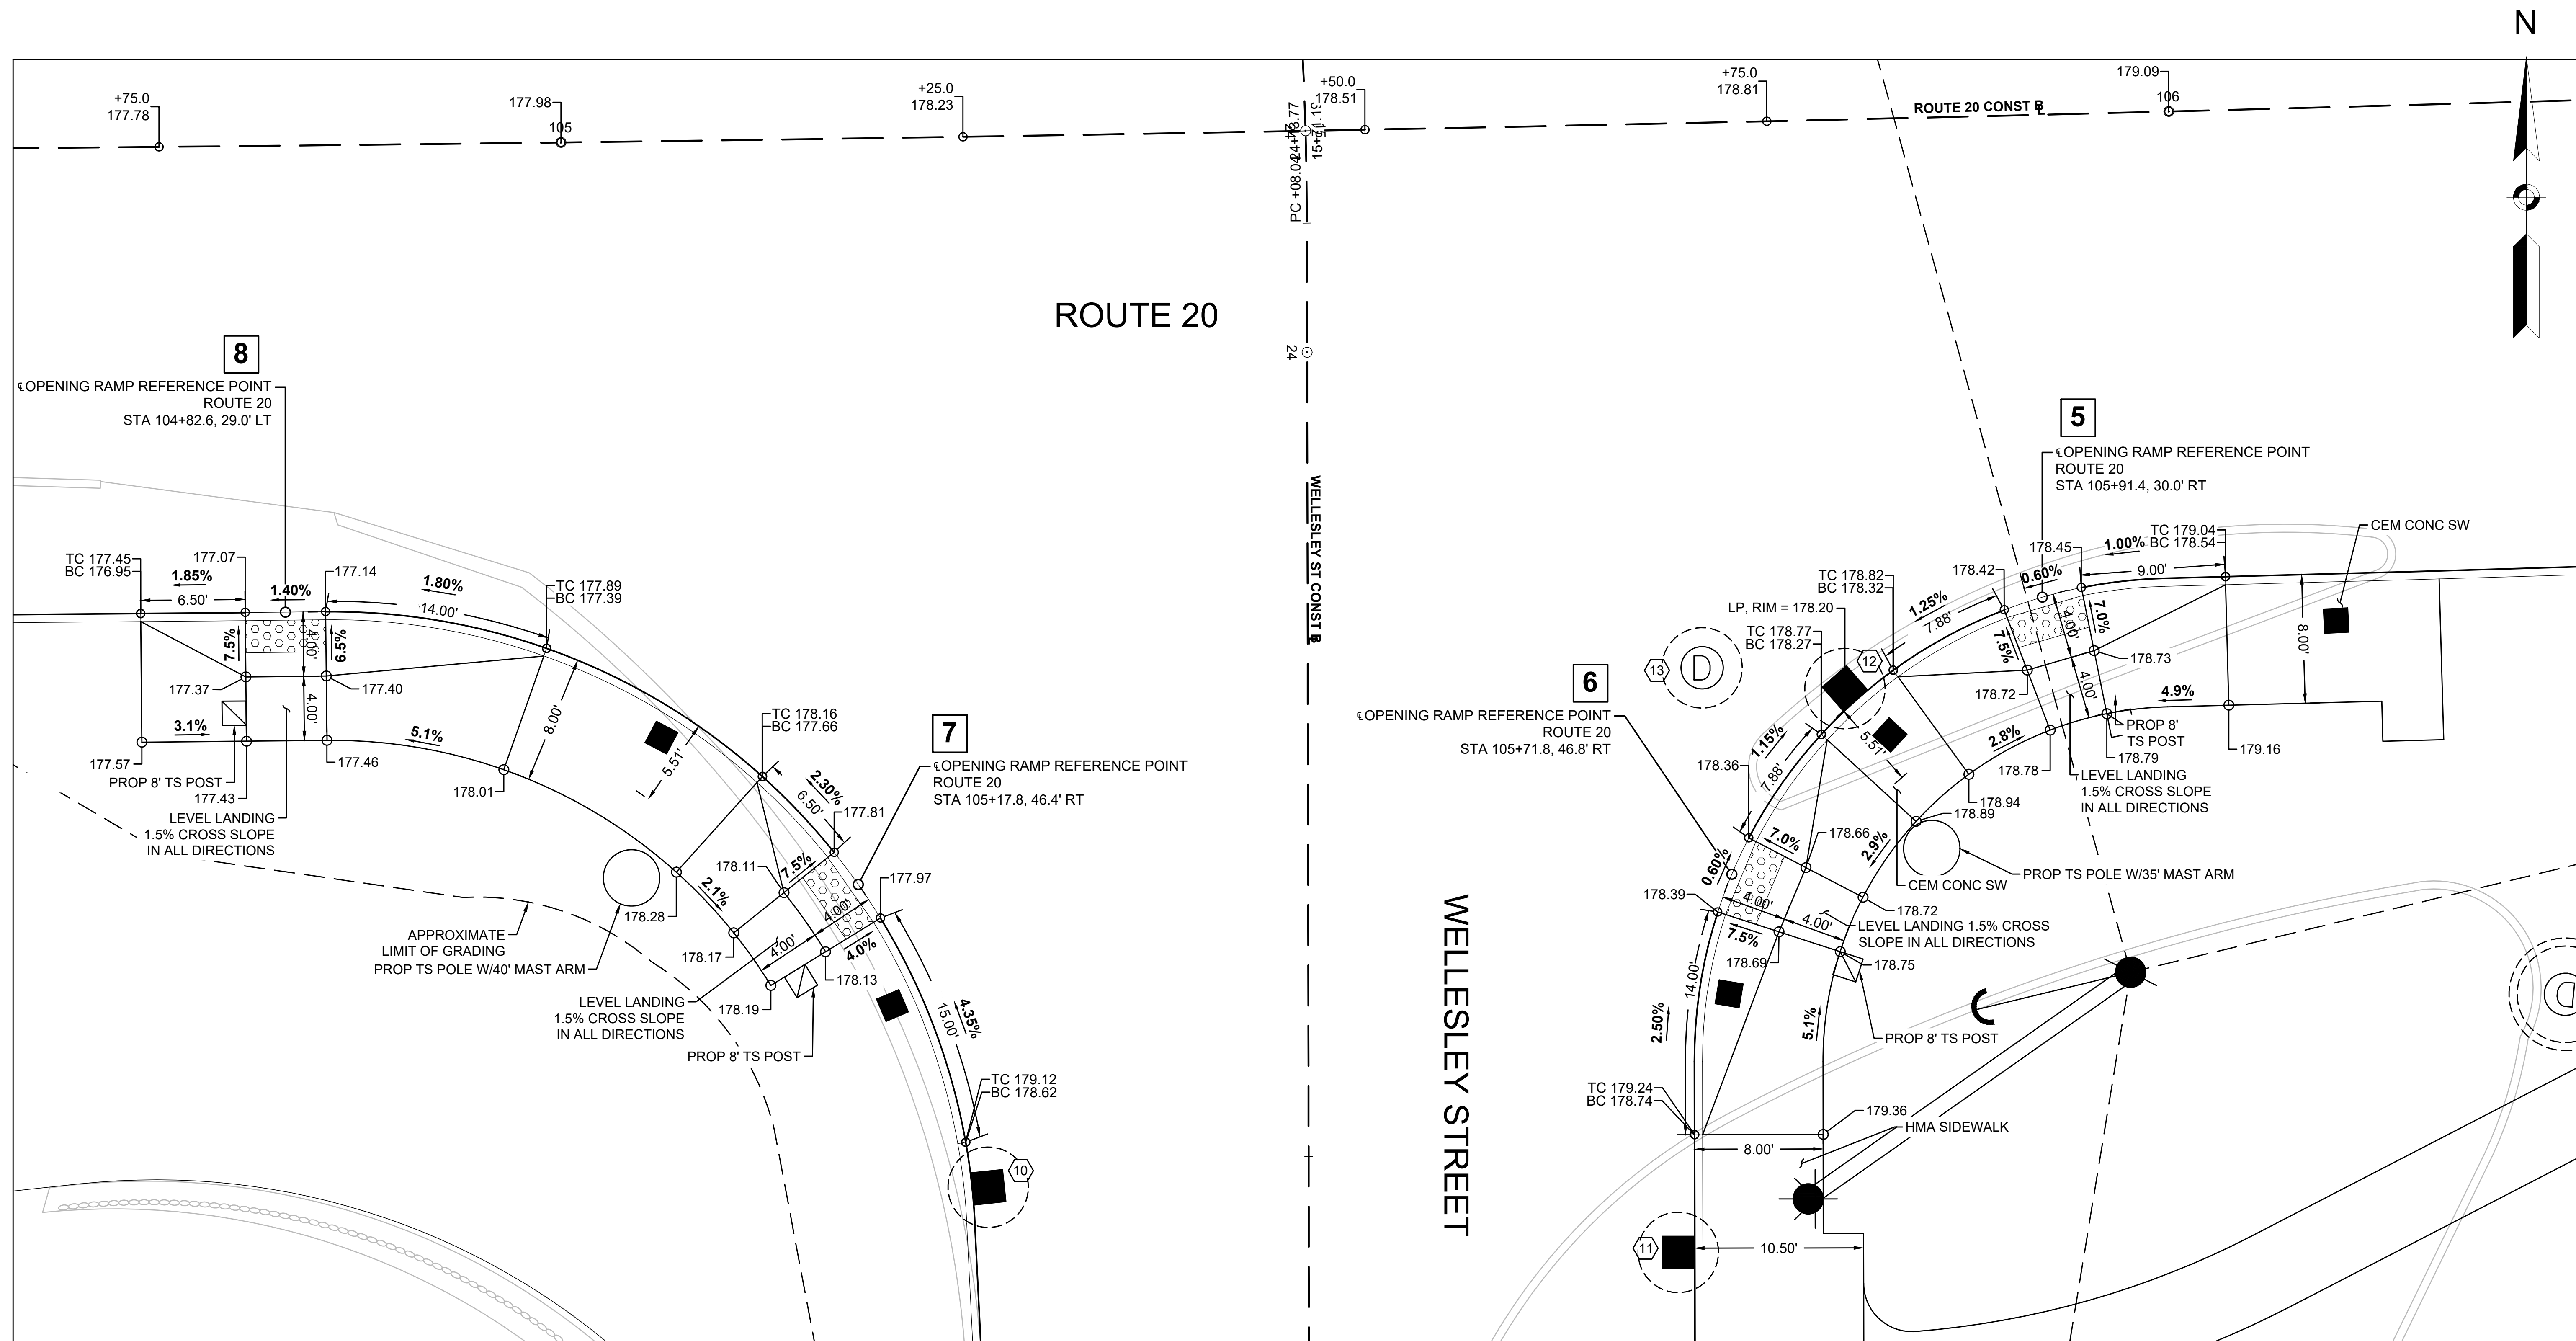 N
+75.0
177.78
177.98
105
+25.0
178.23
+50.0
178.51
+75.0
178.81
ROUTE 20 CONST B
179.09
106
PC +08.04
ROUTE 20
24
WELLESLEY ST CONST B
WELLESLEY STREET
8
℄OPENING RAMP REFERENCE POINT
ROUTE 20
STA 104+82.6, 29.0' LT
TC 177.45
BC 176.95
177.07
1.85%
6.50'
1.40%
177.14
1.80%
14.00'
TC 177.89
BC 177.39
7.5%
4.00'
6.5%
177.37
177.40
4.00'
8.00'
3.1%
5.1%
177.57
PROP 8' TS POST
177.43
177.46
178.01
LEVEL LANDING
1.5% CROSS SLOPE
IN ALL DIRECTIONS
5.51'
TC 178.16
BC 177.66
2.30%
6.50'
177.81
7
℄OPENING RAMP REFERENCE POINT
ROUTE 20
STA 105+17.8, 46.4' RT
178.11
7.5%
177.97
2.1%
4.00'
178.28
4.00'
4.0%
178.17
178.13
178.19
APPROXIMATE
LIMIT OF GRADING
PROP TS POLE W/40' MAST ARM
LEVEL LANDING
1.5% CROSS SLOPE
IN ALL DIRECTIONS
PROP 8' TS POST
4.35%
15.00'
TC 179.12
BC 178.62
10
5
℄OPENING RAMP REFERENCE POINT
ROUTE 20
STA 105+91.4, 30.0' RT
CEM CONC SW
TC 179.04
BC 178.54
1.00%
178.45
9.00'
0.60%
178.42
TC 178.82
BC 178.32
1.25%
7.88'
LP, RIM = 178.20
TC 178.77
BC 178.27
12
13
D
4.00'
7.0%
7.5%
8.00'
178.73
178.72
4.00'
4.9%
PROP 8'
TS POST
178.79
179.16
2.8%
178.78
LEVEL LANDING
1.5% CROSS SLOPE
IN ALL DIRECTIONS
178.94
178.89
5.51'
6
℄OPENING RAMP REFERENCE POINT
ROUTE 20
STA 105+71.8, 46.8' RT
1.15%
7.88'
178.36
7.0%
178.66
2.9%
0.60%
CEM CONC SW
PROP TS POLE W/35' MAST ARM
178.39
4.00'
4.00'
178.72
LEVEL LANDING 1.5% CROSS
SLOPE IN ALL DIRECTIONS
7.5%
178.69
178.75
14.00'
2.50%
5.1%
PROP 8' TS POST
TC 179.24
BC 178.74
179.36
HMA SIDEWALK
8.00'
11
10.50'
D